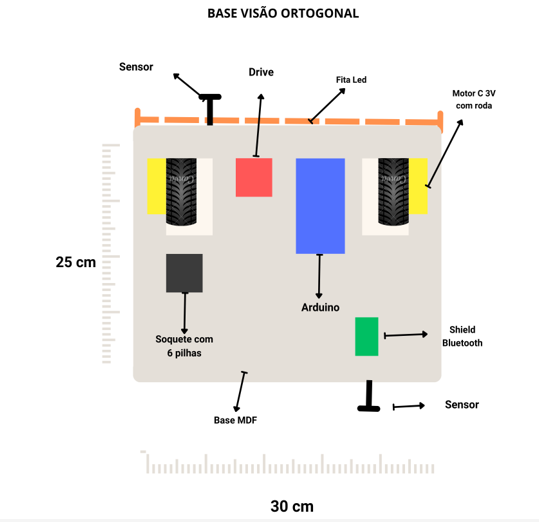 BASE VISÃO ORTOGONAL
Sensor
Drive
Fita Led
Motor C 3V
com roda
25 cm
Arduino
Soquete com
6 pilhas
Shield
Bluetooth
Base MDF
Sensor
30 cm